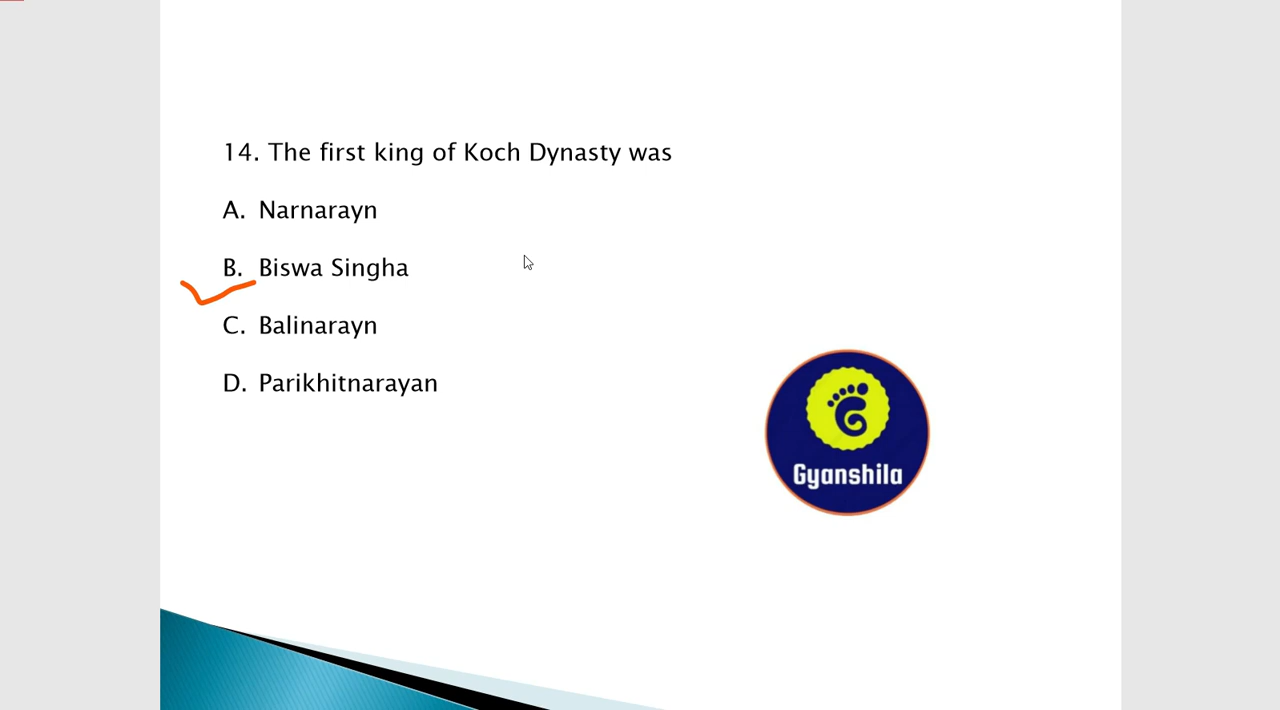 14. The first king of Koch Dynasty was
A. Narnarayn
B. Biswa Singha
C. Balinarayn
D. Parikhitnarayan
Gyanshila